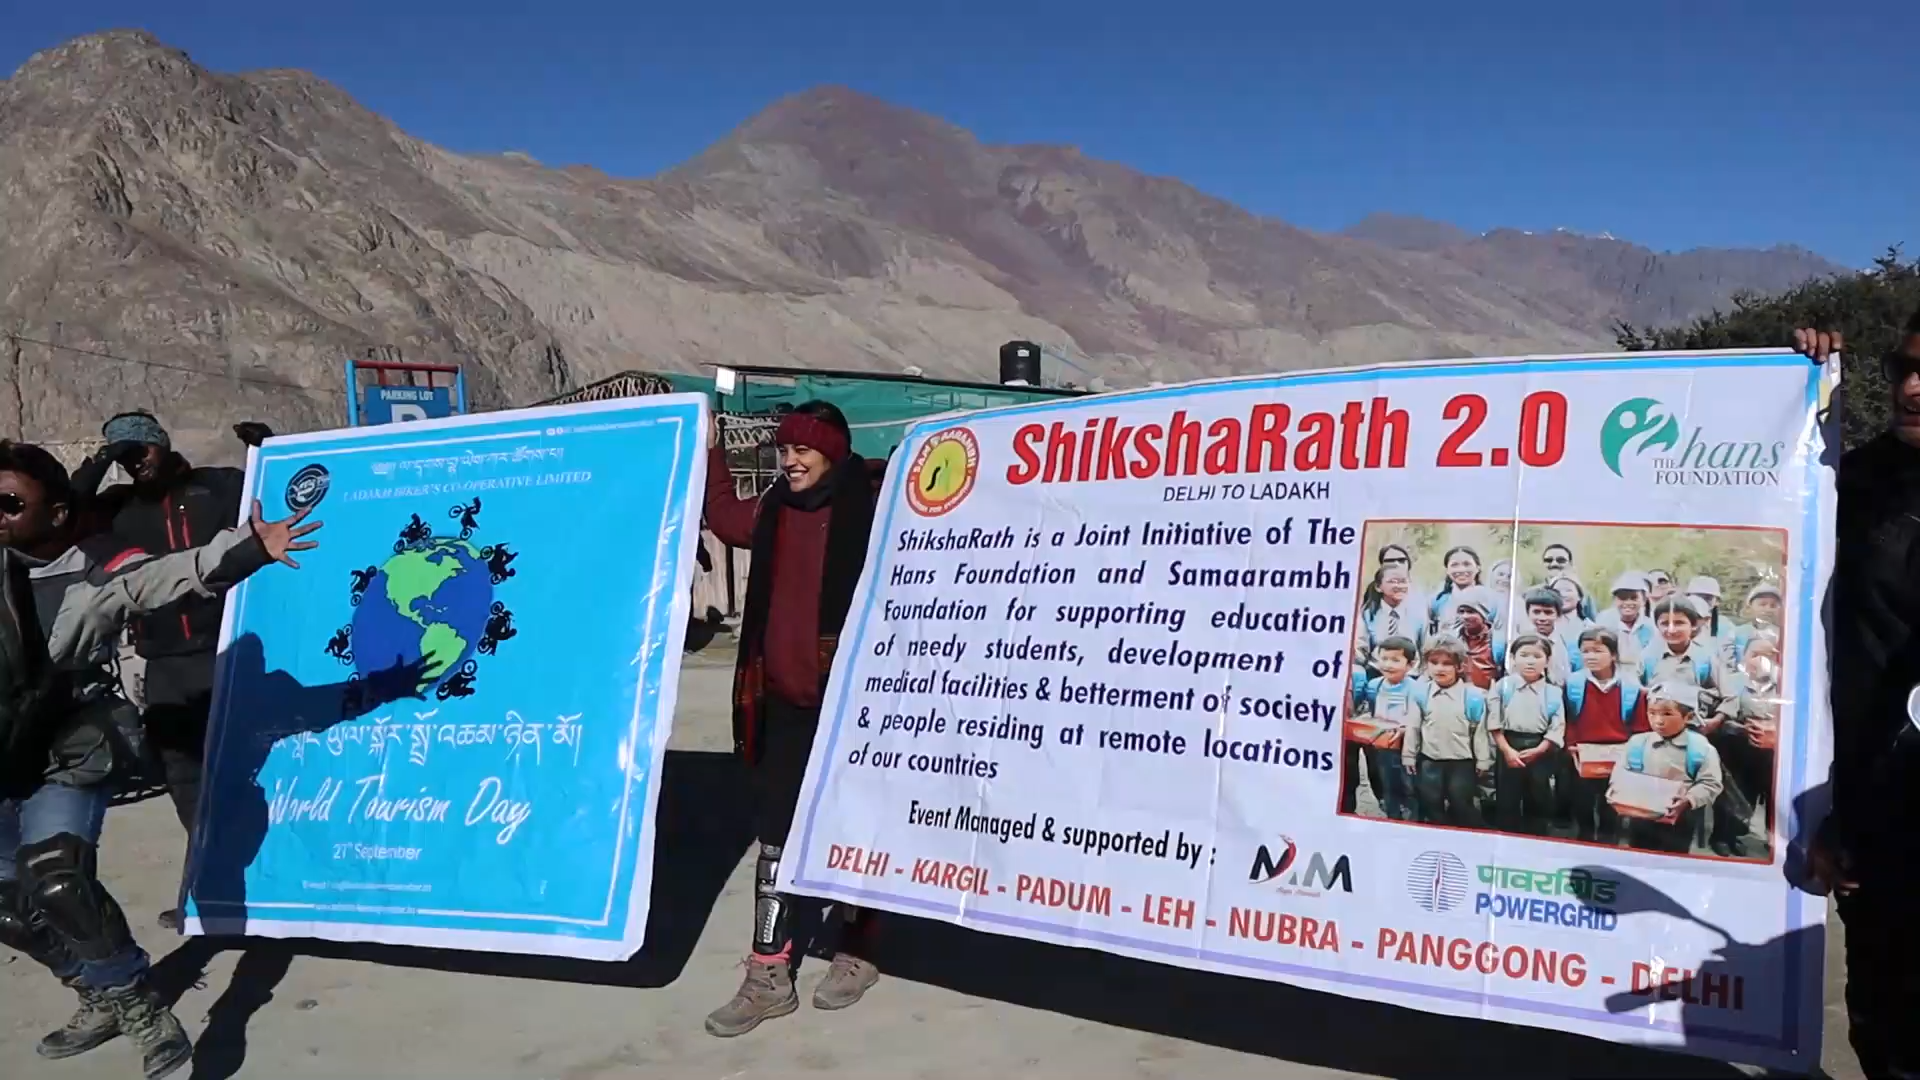 PARKING LOT
P
LADAKH BIKER'S CO-OPERATIVE LIMITED
ཡུལ་སྐོར་སྤྲོ་འཆམ་ཉིན་མོ།
World Tourism Day
27th September
ShikshaRath 2.0
DELHI TO LADAKH
THE hans
FOUNDATION
ShikshaRath is a Joint Initiative of The
Hans Foundation and Samaarambh
Foundation for supporting education
of needy students, development of
medical facilities & betterment of society
& people residing at remote locations
of our countries
Event Managed & supported by :
पावरग्रिड
POWERGRID
DELHI - KARGIL - PADUM - LEH - NUBRA - PANGGONG - DELHI